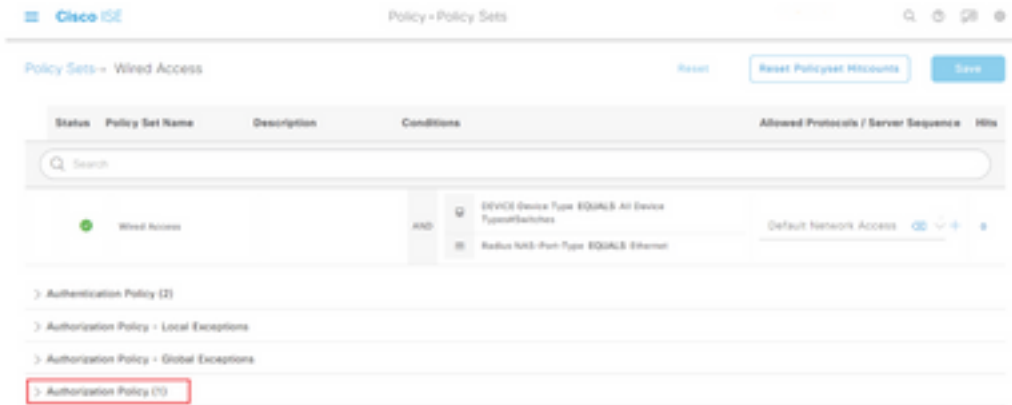 Cisco ISE
Policy · Policy Sets
Policy Sets→ Wired Access
Reset
Reset Policyset Hitcounts
Save
Status Policy Set Name Description Conditions Allowed Protocols / Server Sequence Hits
Search
Wired Access
AND
DEVICE·Device Type EQUALS All Device
Types#Switches
Radius·NAS-Port-Type EQUALS Ethernet
Default Network Access
> Authentication Policy (2)
> Authorization Policy - Local Exceptions
> Authorization Policy - Global Exceptions
> Authorization Policy (1)